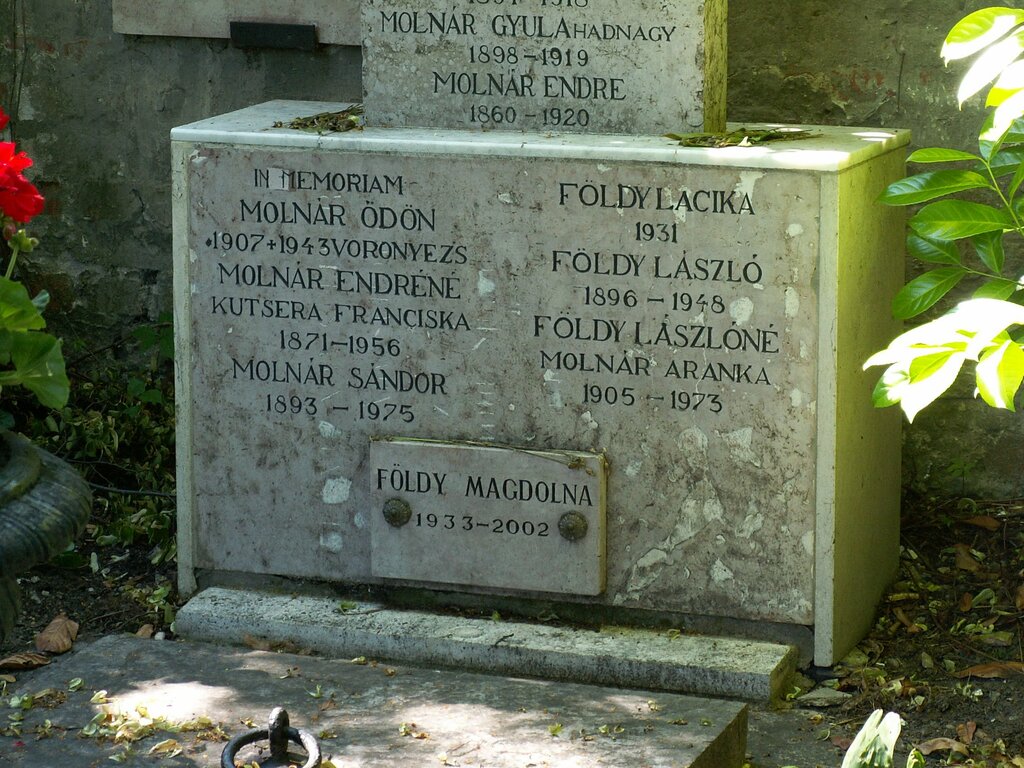 MOLNÁR GYULA HADNAGY
1898-1919
MOLNÁR ENDRE
1860-1920
IN MEMORIAM
MOLNÁR ÖDÖN
1907+1943 VORONYEZS
MOLNÁR ENDRÉNÉ
KUTSERA FRANCISKA
1871-1956
MOLNÁR SÁNDOR
1893 - 1975
FÖLDY LACIKA
1931
FÖLDY LÁSZLÓ
1896 - 1948
FÖLDY LÁSZLÓNÉ
MOLNÁR ARANKA
1905 - 1973
FÖLDY MAGDOLNA
1933-2002